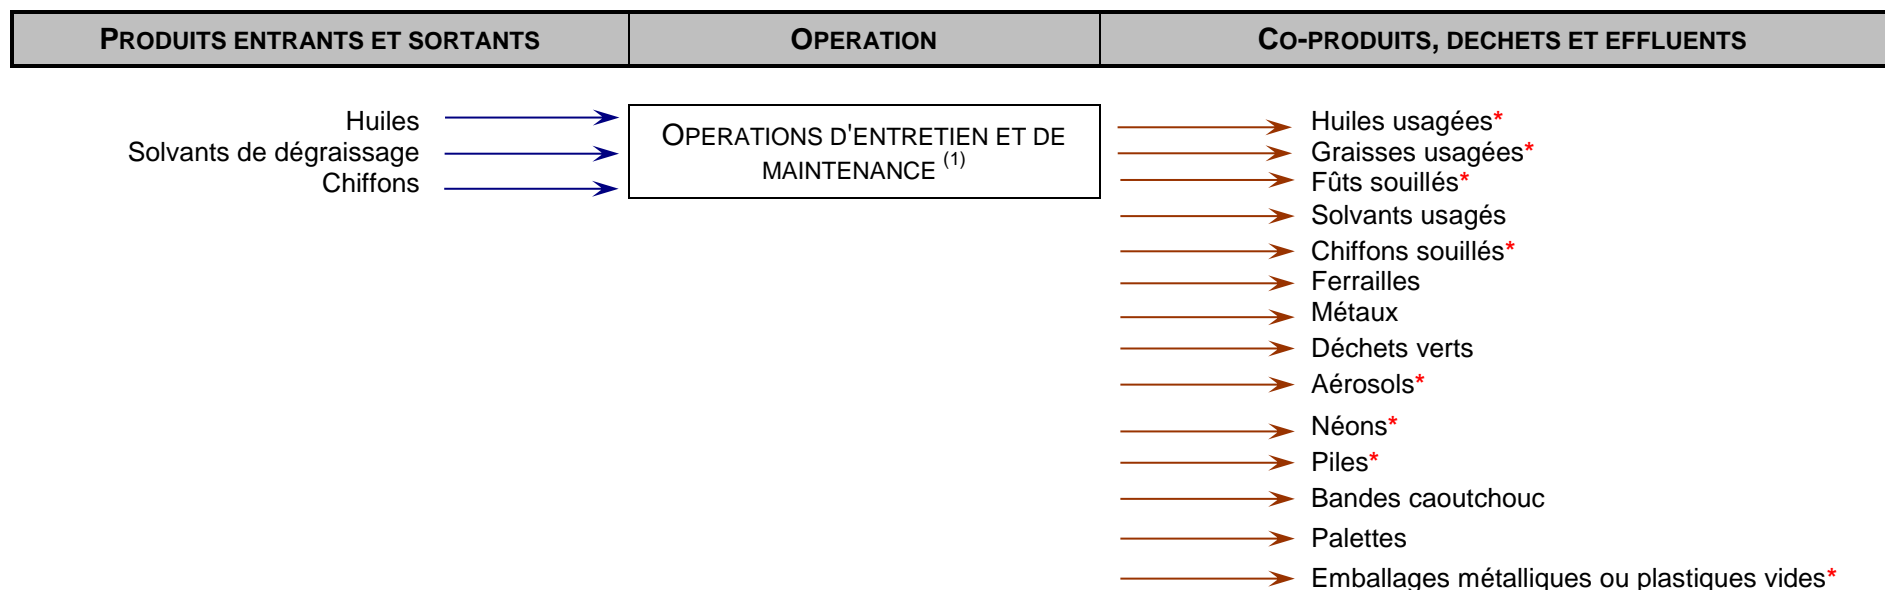 PRODUITS ENTRANTS ET SORTANTS
OPERATION
CO-PRODUITS, DECHETS ET EFFLUENTS
Huiles
Solvants de dégraissage
Chiffons
OPERATIONS D'ENTRETIEN ET DE
MAINTENANCE (1)
Huiles usagées*
Graisses usagées*
Fûts souillés*
Solvants usagés
Chiffons souillés*
Ferrailles
Métaux
Déchets verts
Aérosols*
Néons*
Piles*
Bandes caoutchouc
Palettes
Emballages métalliques ou plastiques vides*